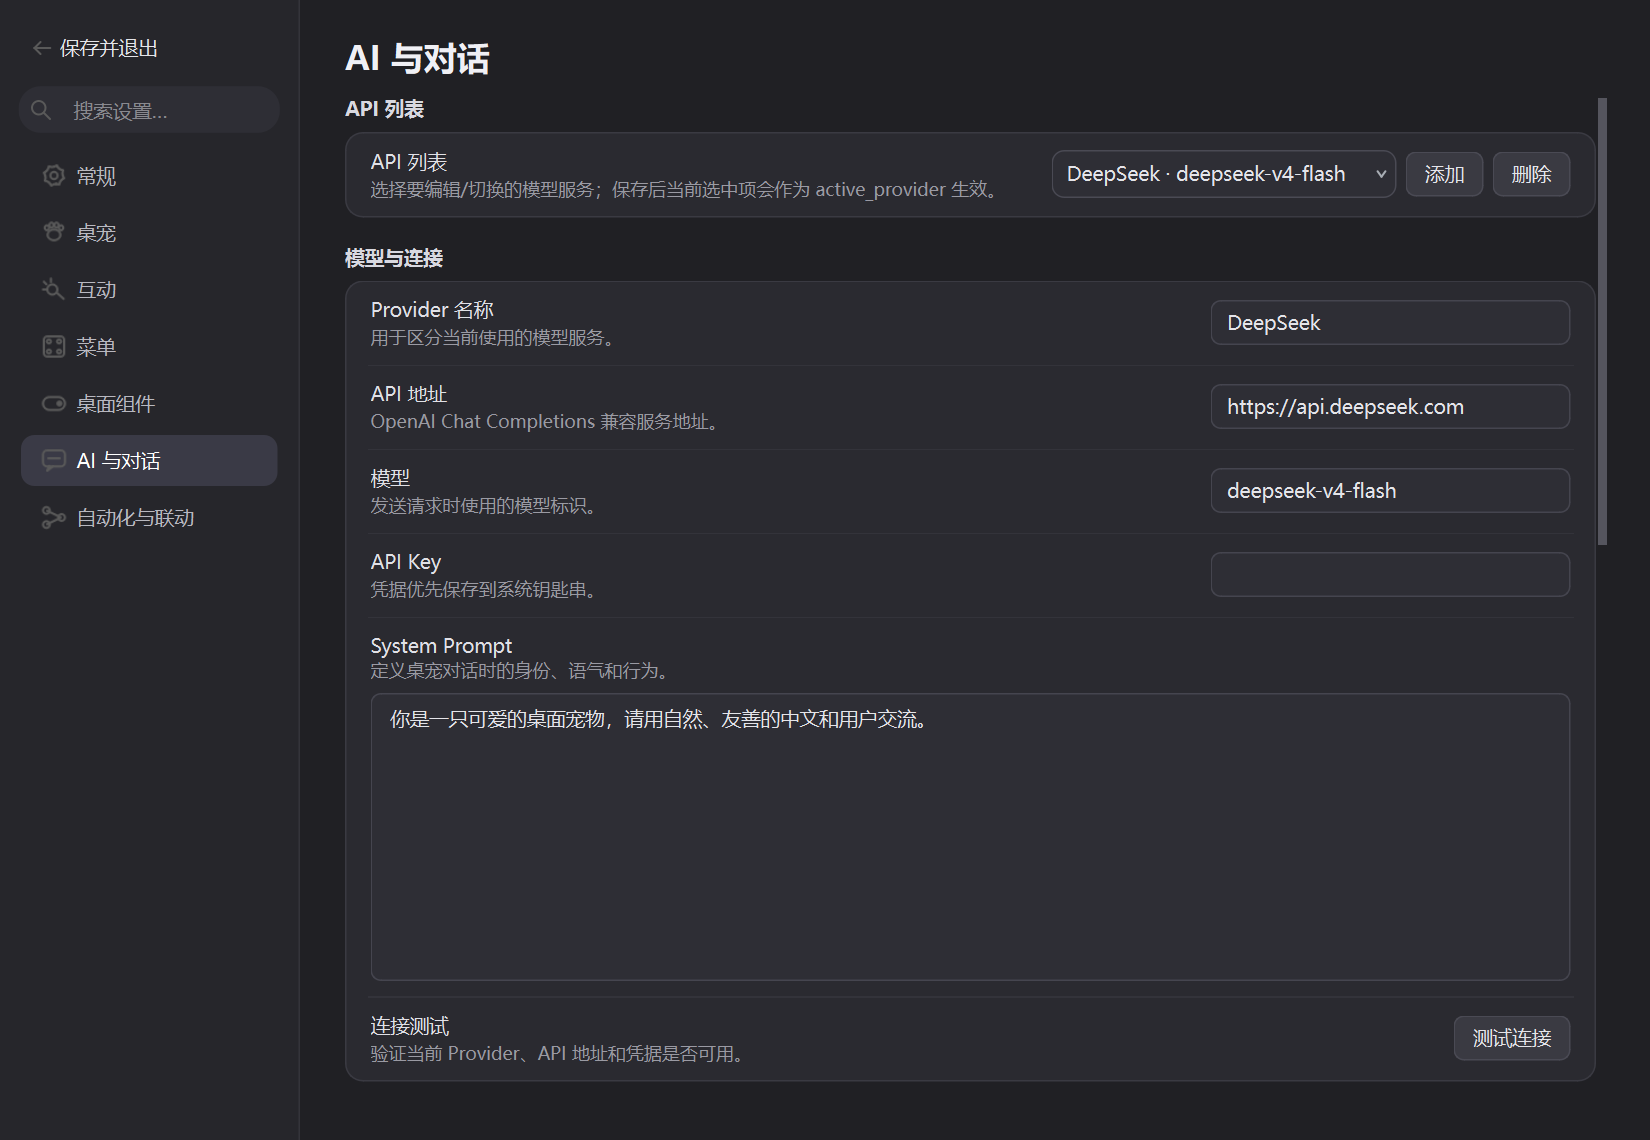 保存并退出
搜索设置...
常规
桌宠
互动
菜单
桌面组件
AI 与对话
自动化与联动
AI 与对话
API 列表
API 列表
选择要编辑/切换的模型服务；保存后当前选中项会作为 active_provider 生效。
DeepSeek · deepseek-v4-flash
添加
删除
模型与连接
Provider 名称
用于区分当前使用的模型服务。
DeepSeek
API 地址
OpenAI Chat Completions 兼容服务地址。
https://api.deepseek.com
模型
发送请求时使用的模型标识。
deepseek-v4-flash
API Key
凭据优先保存到系统钥匙串。
System Prompt
定义桌宠对话时的身份、语气和行为。
你是一只可爱的桌面宠物，请用自然、友善的中文和用户交流。
连接测试
验证当前 Provider、API 地址和凭据是否可用。
测试连接